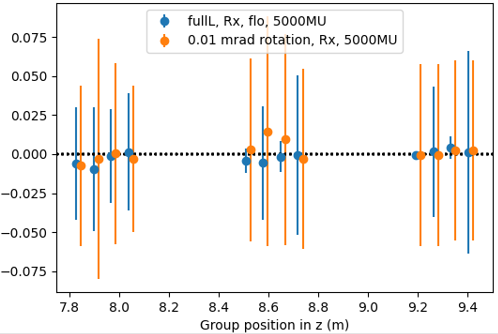 fullL, Rx, flo, 5000MU
0.01 mrad rotation, Rx, 5000MU
0.075
0.050
0.025
0.000
−0.025
−0.050
−0.075
7.8 8.0 8.2 8.4 8.6 8.8 9.0 9.2 9.4
Group position in z (m)